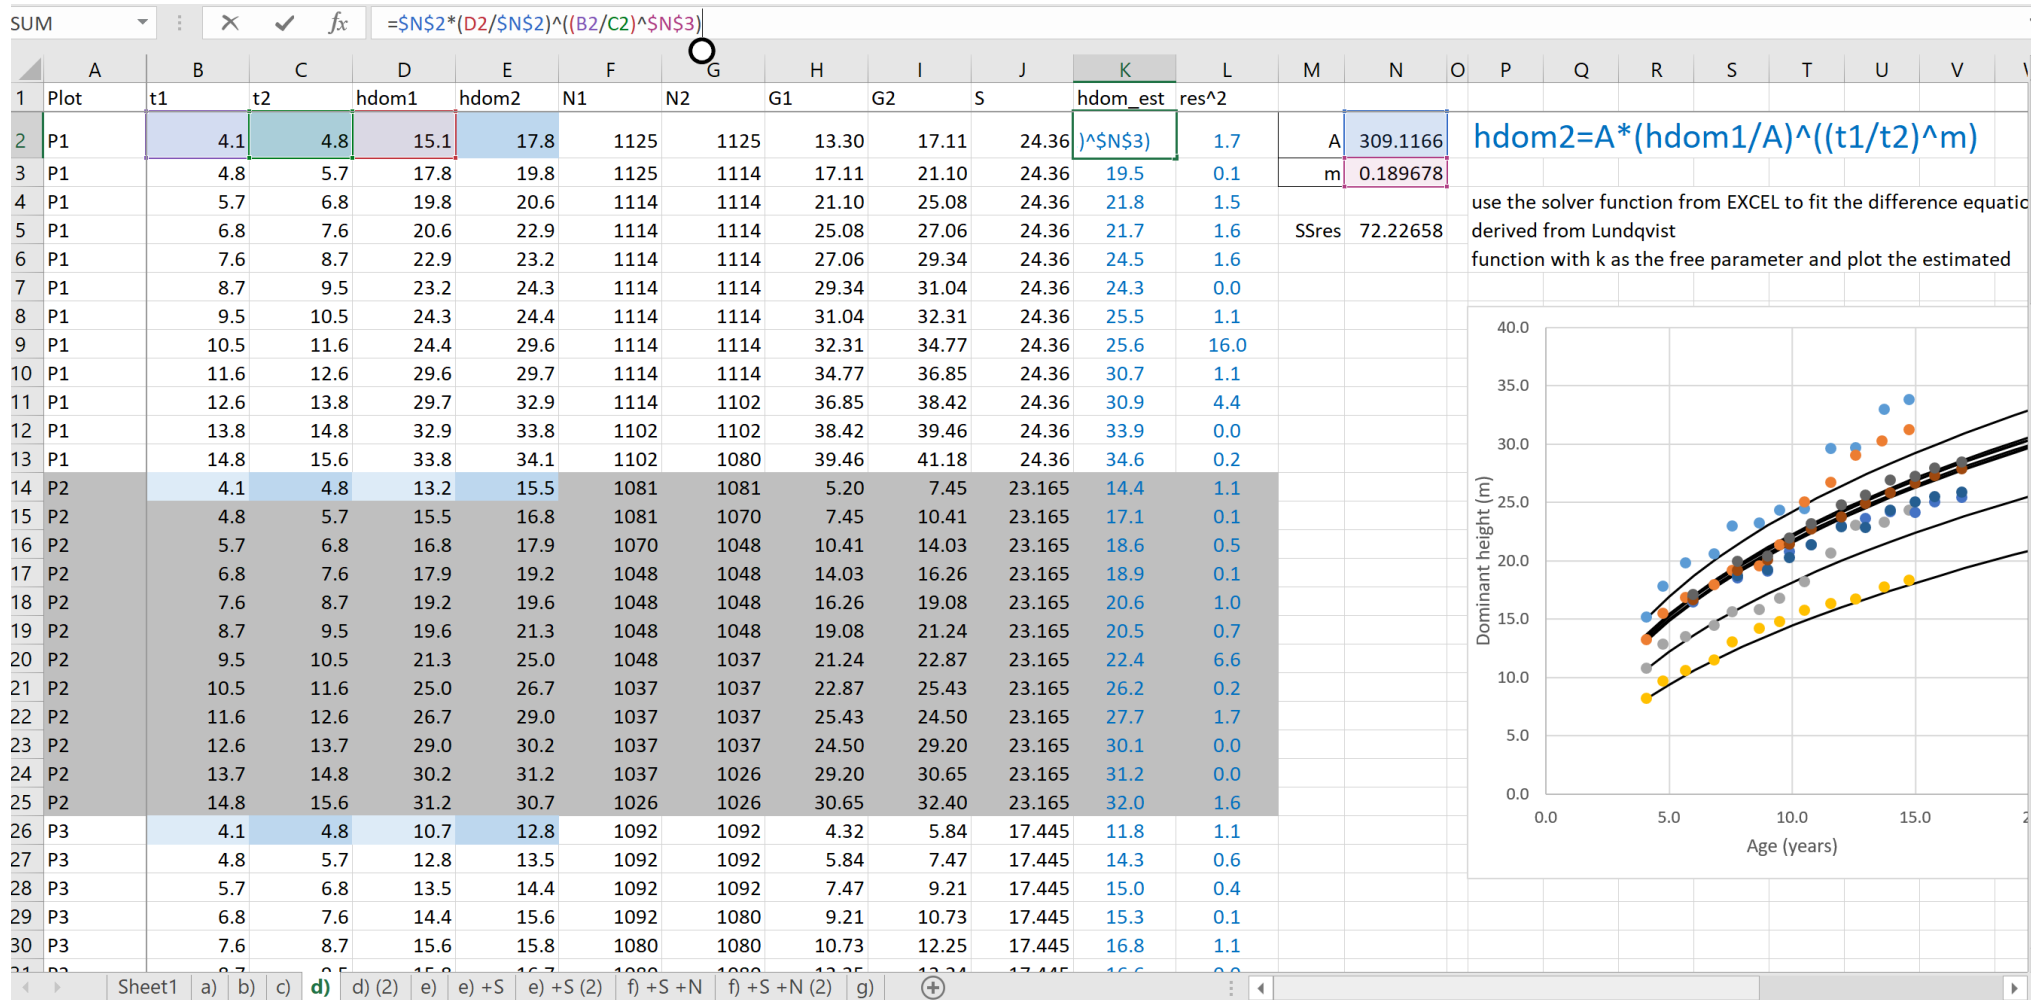 SUM fx =$N$2*(D2/$N$2)^((B2/C2)^$N$3)
A B C D E F G H I J K L M N O P Q R S T U V
1 Plot t1 t2 hdom1 hdom2 N1 N2 G1 G2 S hdom_est res^2
2 P1 4.1 4.8 15.1 17.8 1125 1125 13.30 17.11 24.36 )^$N$3) 1.7 A 309.1166 hdom2=A*(hdom1/A)^((t1/t2)^m)
3 P1 4.8 5.7 17.8 19.8 1125 1114 17.11 21.10 24.36 19.5 0.1 m 0.189678
4 P1 5.7 6.8 19.8 20.6 1114 1114 21.10 25.08 24.36 21.8 1.5 use the solver function from EXCEL to fit the difference equatic
5 P1 6.8 7.6 20.6 22.9 1114 1114 25.08 27.06 24.36 21.7 1.6 SSres 72.22658 derived from Lundqvist
6 P1 7.6 8.7 22.9 23.2 1114 1114 27.06 29.34 24.36 24.5 1.6 function with k as the free parameter and plot the estimated
7 P1 8.7 9.5 23.2 24.3 1114 1114 29.34 31.04 24.36 24.3 0.0
8 P1 9.5 10.5 24.3 24.4 1114 1114 31.04 32.31 24.36 25.5 1.1
9 P1 10.5 11.6 24.4 29.6 1114 1114 32.31 34.77 24.36 25.6 16.0
10 P1 11.6 12.6 29.6 29.7 1114 1114 34.77 36.85 24.36 30.7 1.1
11 P1 12.6 13.8 29.7 32.9 1114 1102 36.85 38.42 24.36 30.9 4.4
12 P1 13.8 14.8 32.9 33.8 1102 1102 38.42 39.46 24.36 33.9 0.0
13 P1 14.8 15.6 33.8 34.1 1102 1080 39.46 41.18 24.36 34.6 0.2
14 P2 4.1 4.8 13.2 15.5 1081 1081 5.20 7.45 23.165 14.4 1.1
15 P2 4.8 5.7 15.5 16.8 1081 1070 7.45 10.41 23.165 17.1 0.1
16 P2 5.7 6.8 16.8 17.9 1070 1048 10.41 14.03 23.165 18.6 0.5
17 P2 6.8 7.6 17.9 19.2 1048 1048 14.03 16.26 23.165 18.9 0.1
18 P2 7.6 8.7 19.2 19.6 1048 1048 16.26 19.08 23.165 20.6 1.0
19 P2 8.7 9.5 19.6 21.3 1048 1048 19.08 21.24 23.165 20.5 0.7
20 P2 9.5 10.5 21.3 25.0 1048 1037 21.24 22.87 23.165 22.4 6.6
21 P2 10.5 11.6 25.0 26.7 1037 1037 22.87 25.43 23.165 26.2 0.2
22 P2 11.6 12.6 26.7 29.0 1037 1037 25.43 24.50 23.165 27.7 1.7
23 P2 12.6 13.7 29.0 30.2 1037 1037 24.50 29.20 23.165 30.1 0.0
24 P2 13.7 14.8 30.2 31.2 1037 1026 29.20 30.65 23.165 31.2 0.0
25 P2 14.8 15.6 31.2 30.7 1026 1026 30.65 32.40 23.165 32.0 1.6
26 P3 4.1 4.8 10.7 12.8 1092 1092 4.32 5.84 17.445 11.8 1.1
27 P3 4.8 5.7 12.8 13.5 1092 1092 5.84 7.47 17.445 14.3 0.6
28 P3 5.7 6.8 13.5 14.4 1092 1092 7.47 9.21 17.445 15.0 0.4
29 P3 6.8 7.6 14.4 15.6 1092 1080 9.21 10.73 17.445 15.3 0.1
30 P3 7.6 8.7 15.6 15.8 1080 1080 10.73 12.25 17.445 16.8 1.1
40.0
35.0
30.0
25.0
20.0
15.0
10.0
5.0
0.0
Dominant height (m)
0.0 5.0 10.0 15.0
Age (years)
Sheet1 a) b) c) d) d) (2) e) e) +S e) +S (2) f) +S +N f) +S +N (2) g)